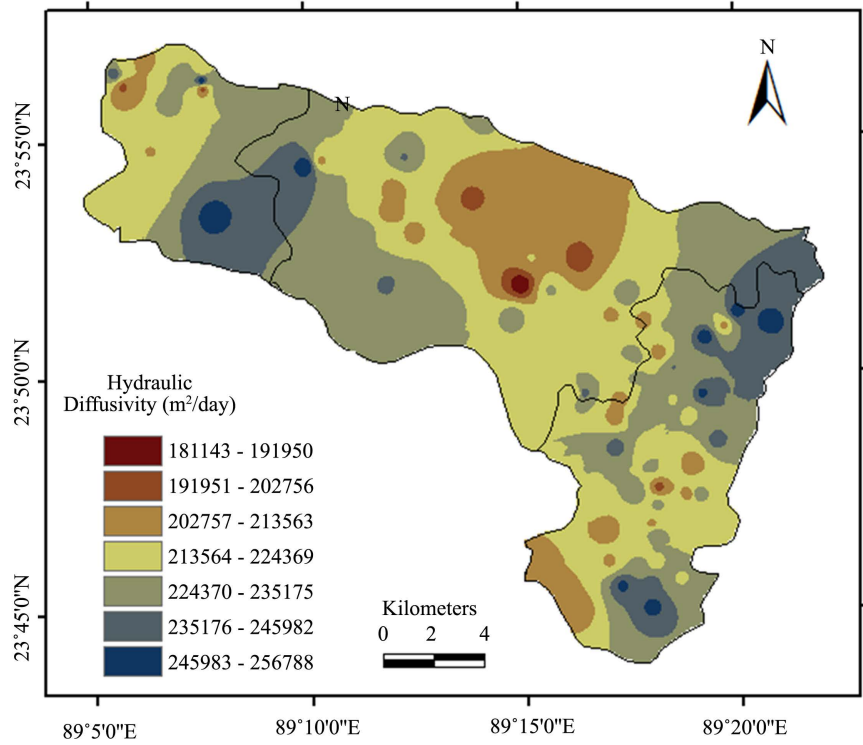 N
N
23°55'0"N
23°50'0"N
23°45'0"N
Hydraulic
Diffusivity (m²/day)
181143 - 191950
191951 - 202756
202757 - 213563
213564 - 224369
224370 - 235175
235176 - 245982
245983 - 256788
Kilometers
0 2 4
89°5'0"E 89°10'0"E 89°15'0"E 89°20'0"E